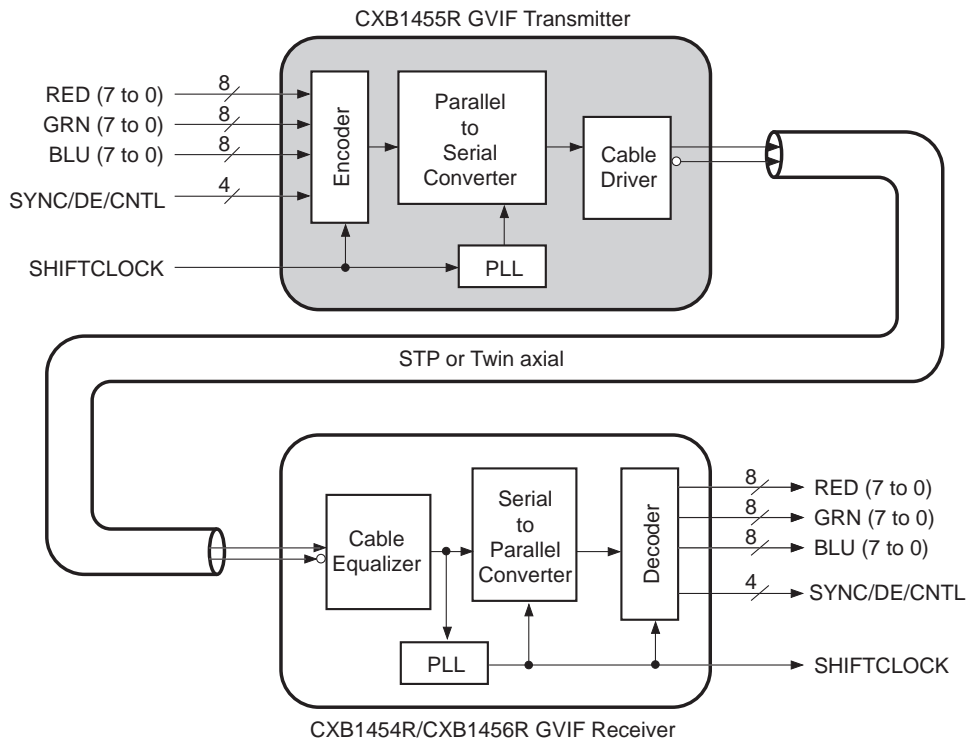 CXB1455R GVIF Transmitter
RED (7 to 0)
8
GRN (7 to 0)
8
BLU (7 to 0)
8
SYNC/DE/CNTL
4
SHIFTCLOCK
Encoder
Parallel
to
Serial
Converter
PLL
Cable
Driver
STP or Twin axial
Cable
Equalizer
Serial
to
Parallel
Converter
PLL
Decoder
8
RED (7 to 0)
8
GRN (7 to 0)
8
BLU (7 to 0)
4
SYNC/DE/CNTL
SHIFTCLOCK
CXB1454R/CXB1456R GVIF Receiver